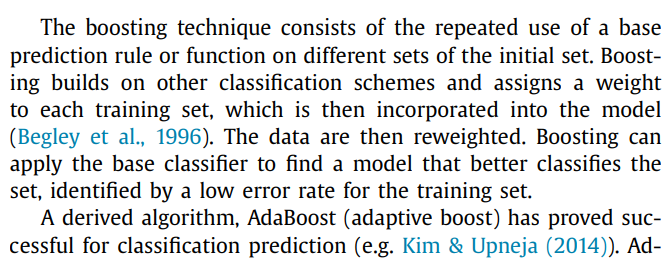 The boosting technique consists of the repeated use of a base
prediction rule or function on different sets of the initial set. Boost-
ing builds on other classification schemes and assigns a weight
to each training set, which is then incorporated into the model
(Begley et al., 1996). The data are then reweighted. Boosting can
apply the base classifier to find a model that better classifies the
set, identified by a low error rate for the training set.
A derived algorithm, AdaBoost (adaptive boost) has proved suc-
cessful for classification prediction (e.g. Kim & Upneja (2014)). Ad-